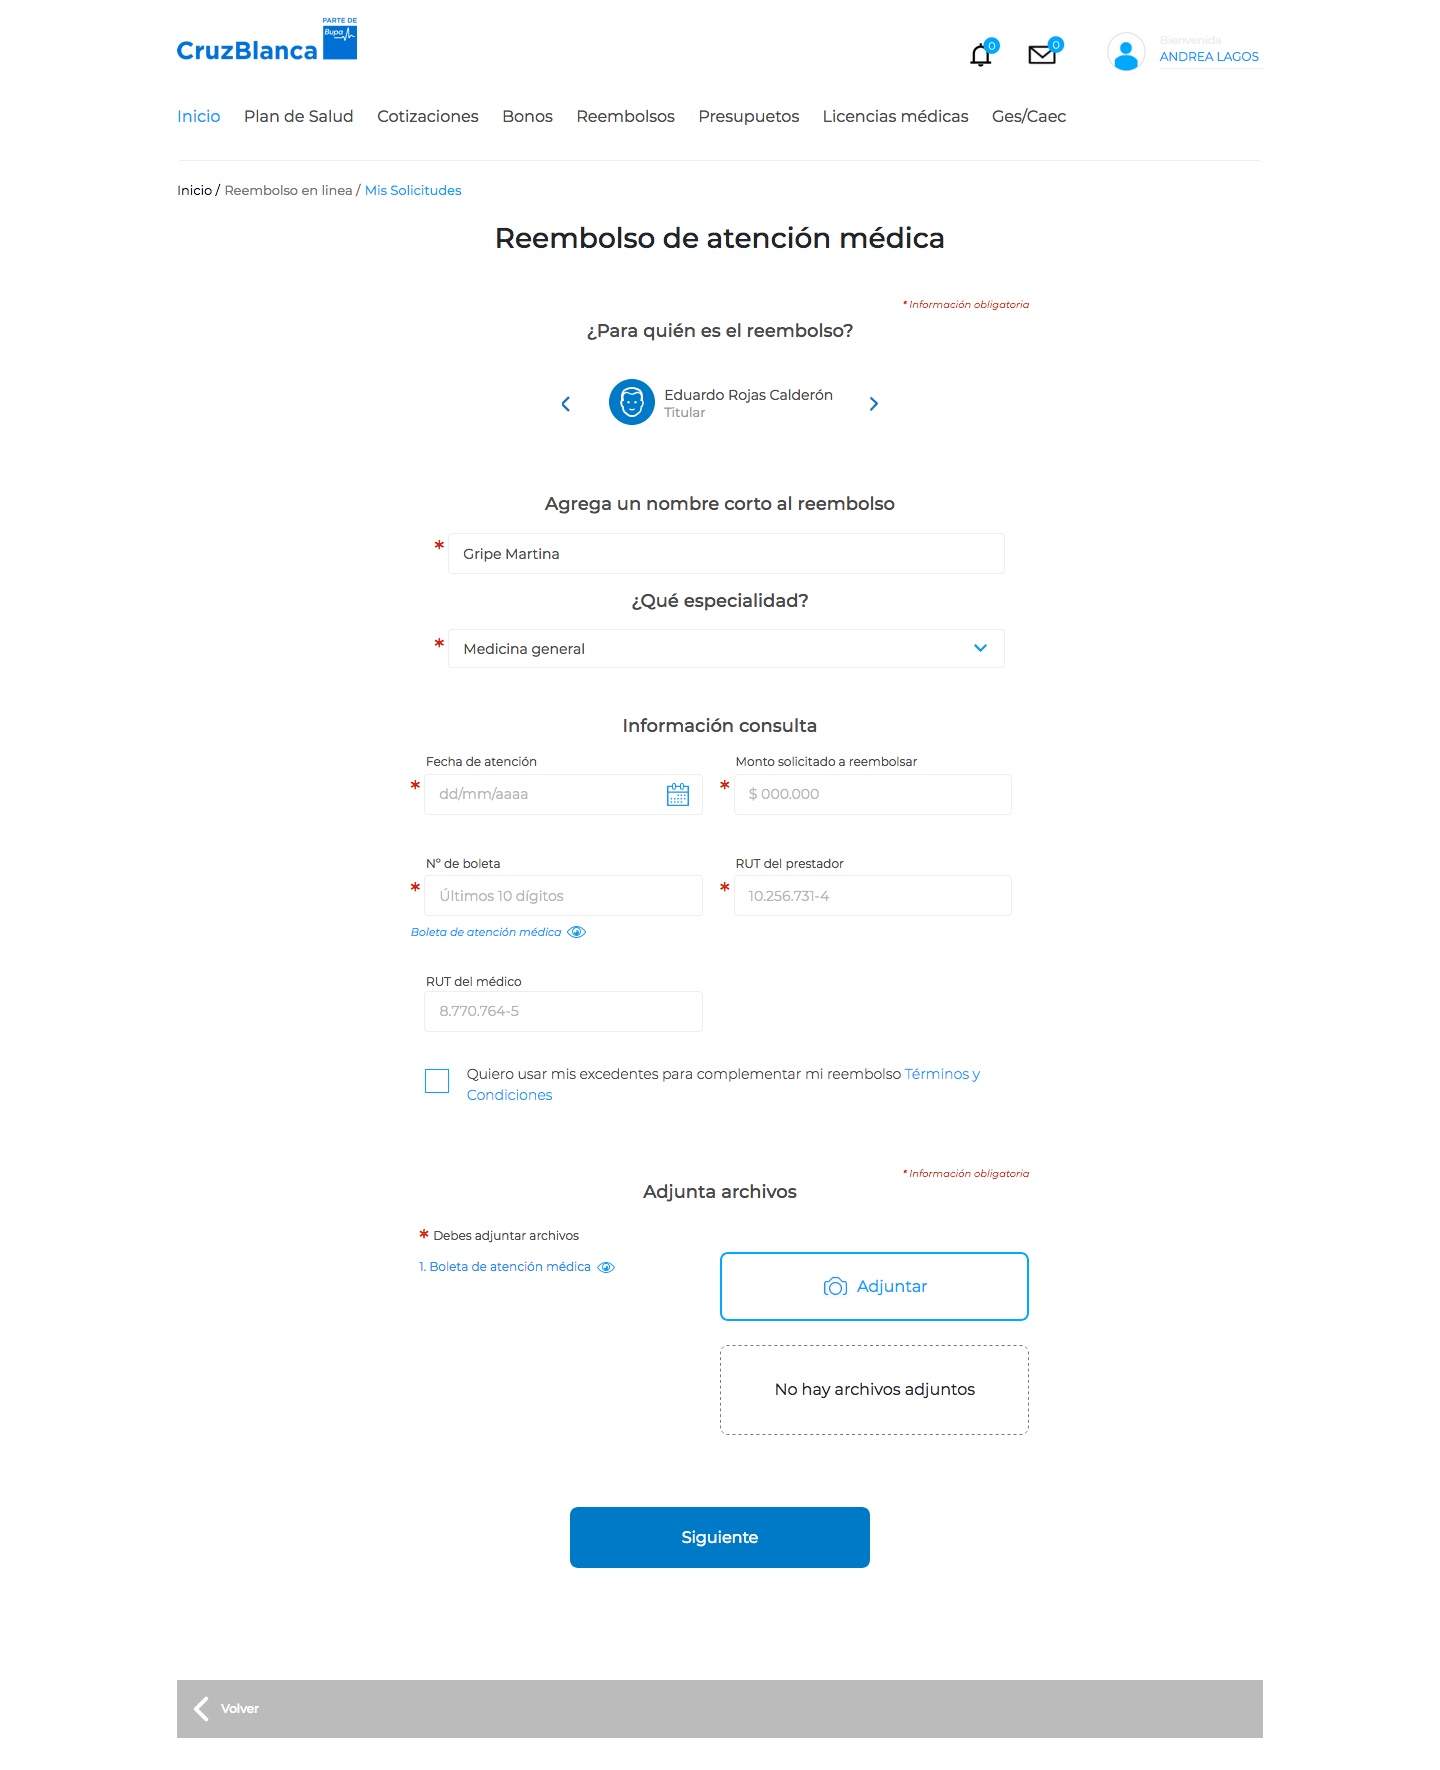 PARTE DE
Bupa
CruzBlanca
0
0
Bienvenida
ANDREA LAGOS
Inicio Plan de Salud Cotizaciones Bonos Reembolsos Presupuetos Licencias médicas Ges/Caec
Inicio / Reembolso en linea / Mis Solicitudes
Reembolso de atención médica
* Información obligatoria
¿Para quién es el reembolso?
Eduardo Rojas Calderón
Titular
Agrega un nombre corto al reembolso
* Gripe Martina
¿Qué especialidad?
* Medicina general
Información consulta
Fecha de atención Monto solicitado a reembolsar
* dd/mm/aaaa * $ 000.000
Nº de boleta RUT del prestador
* Últimos 10 dígitos * 10.256.731-4
Boleta de atención médica
RUT del médico
8.770.764-5
Quiero usar mis excedentes para complementar mi reembolso Términos y
Condiciones
* Información obligatoria
Adjunta archivos
* Debes adjuntar archivos
1. Boleta de atención médica
Adjuntar
No hay archivos adjuntos
Siguiente
Volver